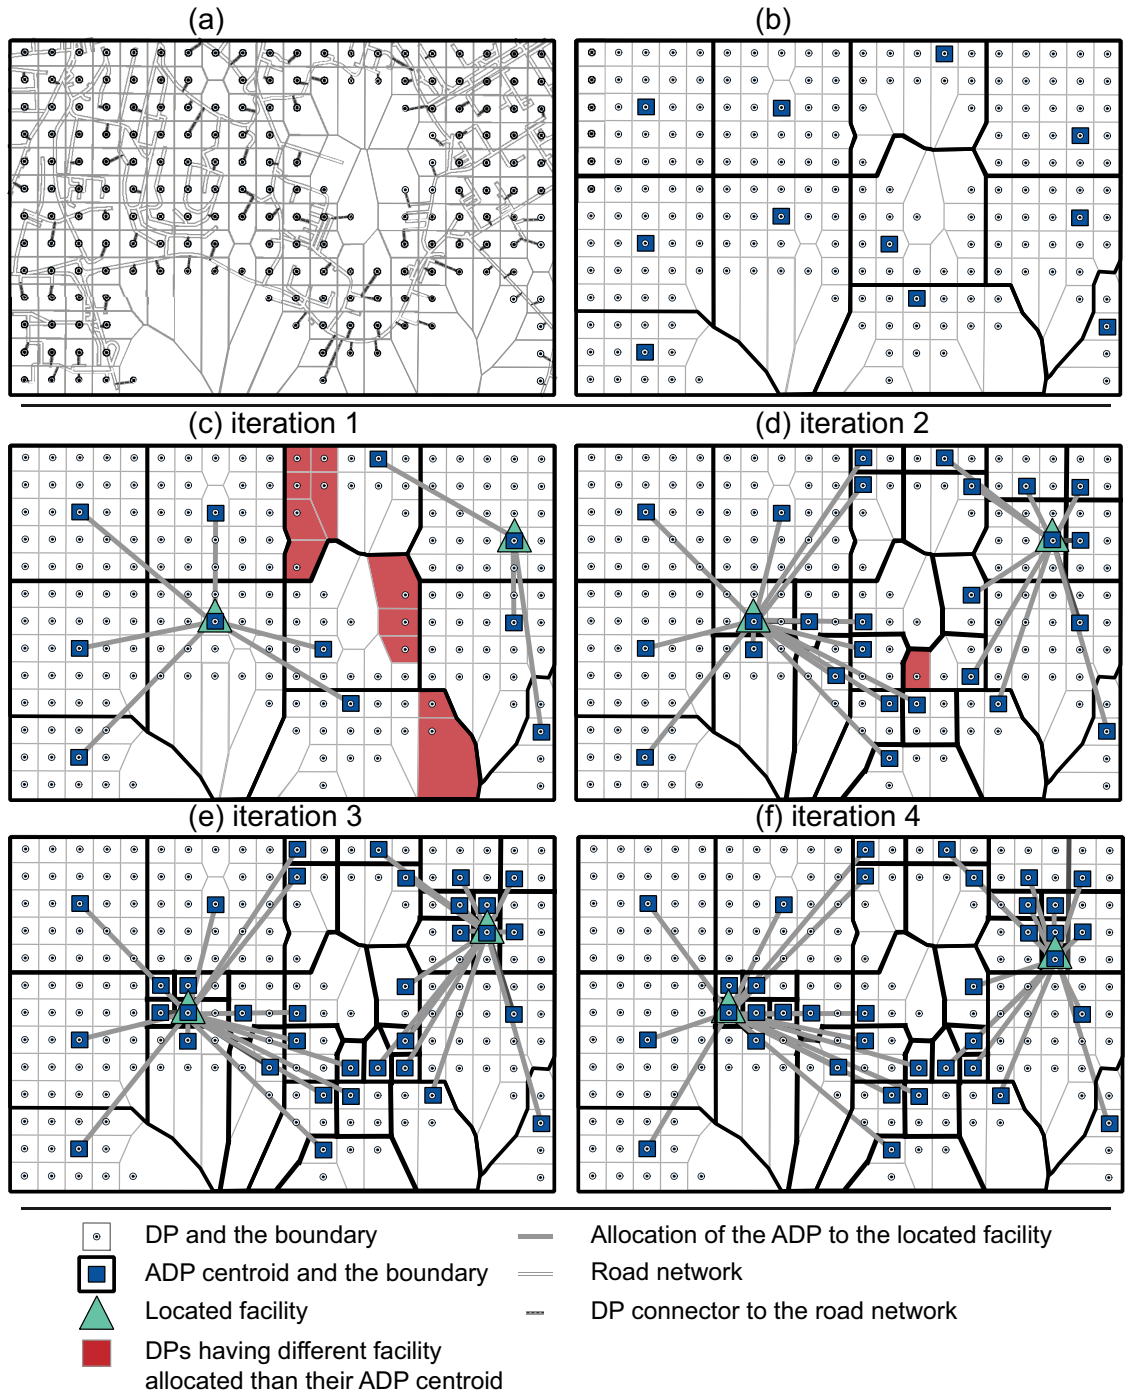 (a)
(b)
(c) iteration 1
(d) iteration 2
(e) iteration 3
(f) iteration 4
DP and the boundary
ADP centroid and the boundary
Located facility
DPs having different facility
allocated than their ADP centroid
Allocation of the ADP to the located facility
Road network
DP connector to the road network